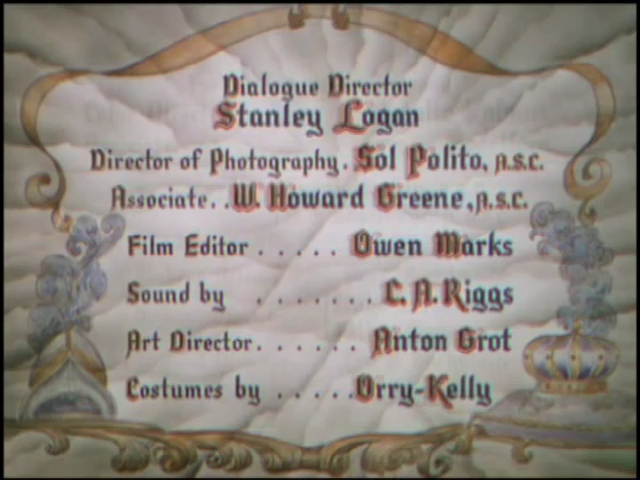 Dialogue Director
Stanley Logan
Director of Photography. Sol Polito, A.S.C.
Associate. . W. Howard Greene, A.S.C.
Film Editor . . . . . Owen Marks
Sound by . . . . . . . C. A. Riggs
Art Director. . . . . . Anton Grot
Costumes by . . . . . Orry-Kelly